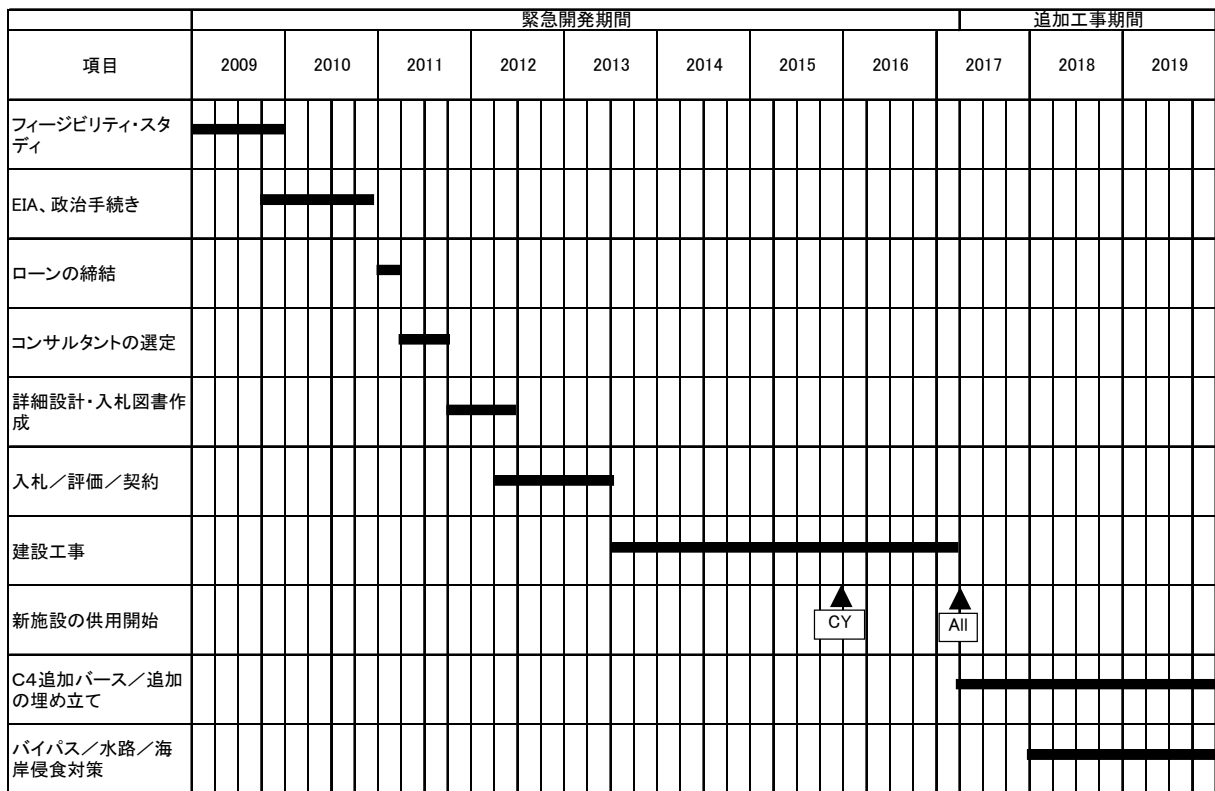 緊急開発期間
追加工事期間
項目
2009
2010
2011
2012
2013
2014
2015
2016
2017
2018
2019
フィージビリティ・スタ
ディ
EIA、政治手続き
ローンの締結
コンサルタントの選定
詳細設計・入札図書作
成
入札／評価／契約
建設工事
新施設の供用開始
CY
All
C4追加バース／追加
の埋め立て
バイパス／水路／海
岸侵食対策